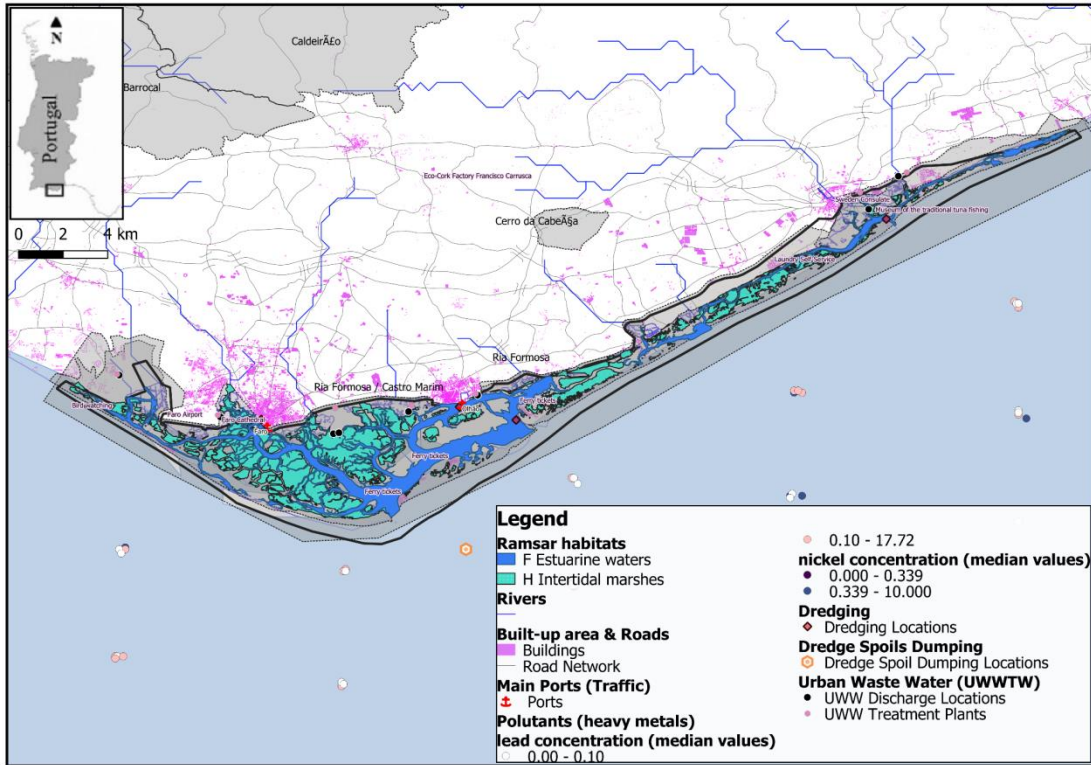 N
Portugal
0 2 4 km
CaldeirÃ£o
Barrocal
Eco-Cork Factory Francisco Carrusca
Cerro da CabeÃ§a
Sweden Consulate
Museum of the traditional tuna fishing
Laundry Self Service
Ria Formosa
Ria Formosa / Castro Marim
Birdwatching
Faro Airport
Faro Cathedral
Faro
Olhão
Ferry tickets
Ferry tickets
Ferry tickets
Legend
Ramsar habitats
F Estuarine waters
H Intertidal marshes
Rivers
Built-up area & Roads
Buildings
Road Network
Main Ports (Traffic)
Ports
Polutants (heavy metals)
lead concentration (median values)
0.00 - 0.10
0.10 - 17.72
nickel concentration (median values)
0.000 - 0.339
0.339 - 10.000
Dredging
Dredging Locations
Dredge Spoils Dumping
Dredge Spoil Dumping Locations
Urban Waste Water (UWWTW)
UWW Discharge Locations
UWW Treatment Plants